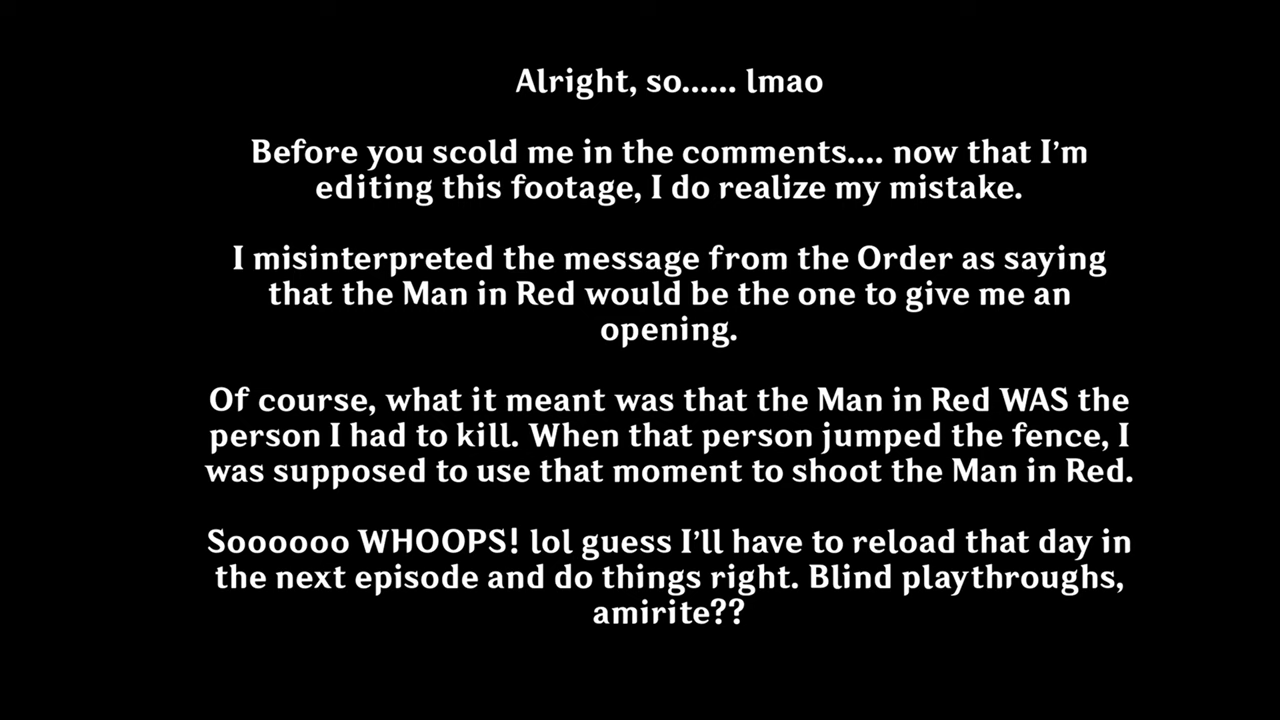 Alright, so...... lmao
Before you scold me in the comments.... now that I'm
editing this footage, I do realize my mistake.
I misinterpreted the message from the Order as saying
that the Man in Red would be the one to give me an
opening.
Of course, what it meant was that the Man in Red WAS the
person I had to kill. When that person jumped the fence, I
was supposed to use that moment to shoot the Man in Red.
Soooooo WHOOPS! lol guess I'll have to reload that day in
the next episode and do things right. Blind playthroughs,
amirite??